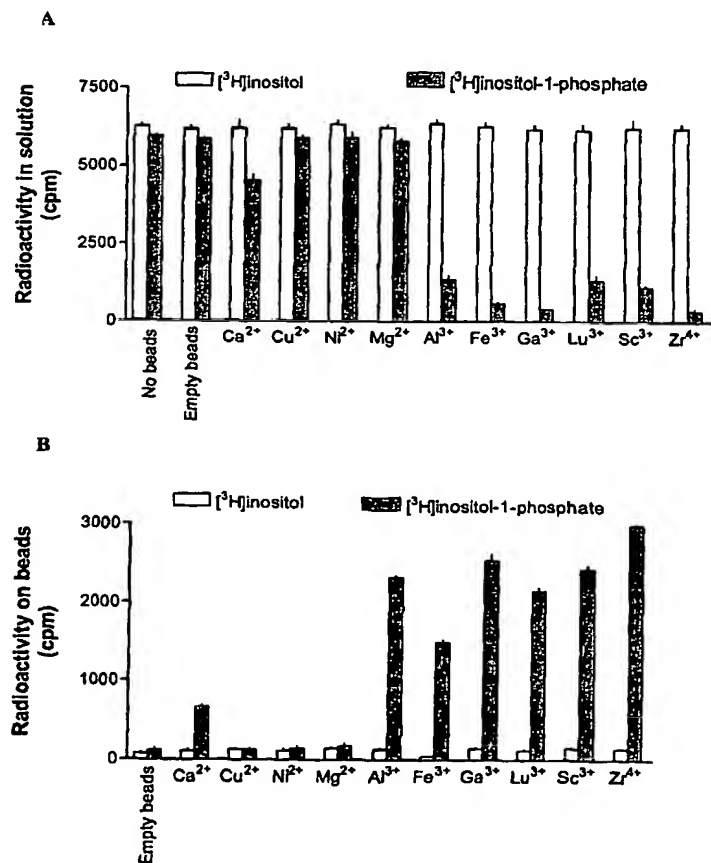 A
[³H]inositol [³H]inositol-1-phosphate
Radioactivity in solution
(cpm)
7500
5000
2500
0
No beads Empty beads Ca²⁺ Cu²⁺ Ni²⁺ Mg²⁺ Al³⁺ Fe³⁺ Ga³⁺ Lu³⁺ Sc³⁺ Zr⁴⁺
B
[³H]inositol [³H]inositol-1-phosphate
Radioactivity on beads
(cpm)
3000
2000
1000
0
Empty beads Ca²⁺ Cu²⁺ Ni²⁺ Mg²⁺ Al³⁺ Fe³⁺ Ga³⁺ Lu³⁺ Sc³⁺ Zr⁴⁺